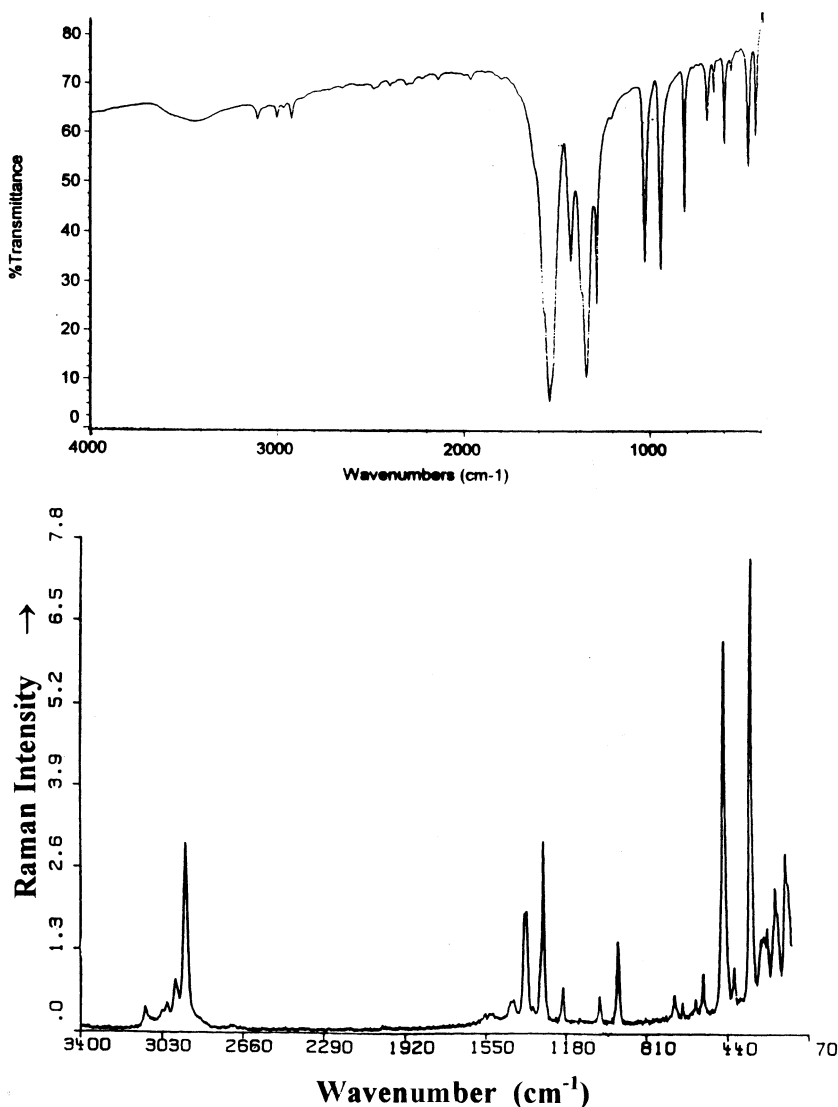 80
70
60
50
40
30
20
10
0
%Transmittance
4000 3000 2000 1000
Wavenumbers (cm-1)
7.8
6.5
5.2
3.9
2.6
1.3
.0
Raman Intensity →
3400 3030 2660 2290 1920 1550 1180 810 440 70
Wavenumber (cm-1)